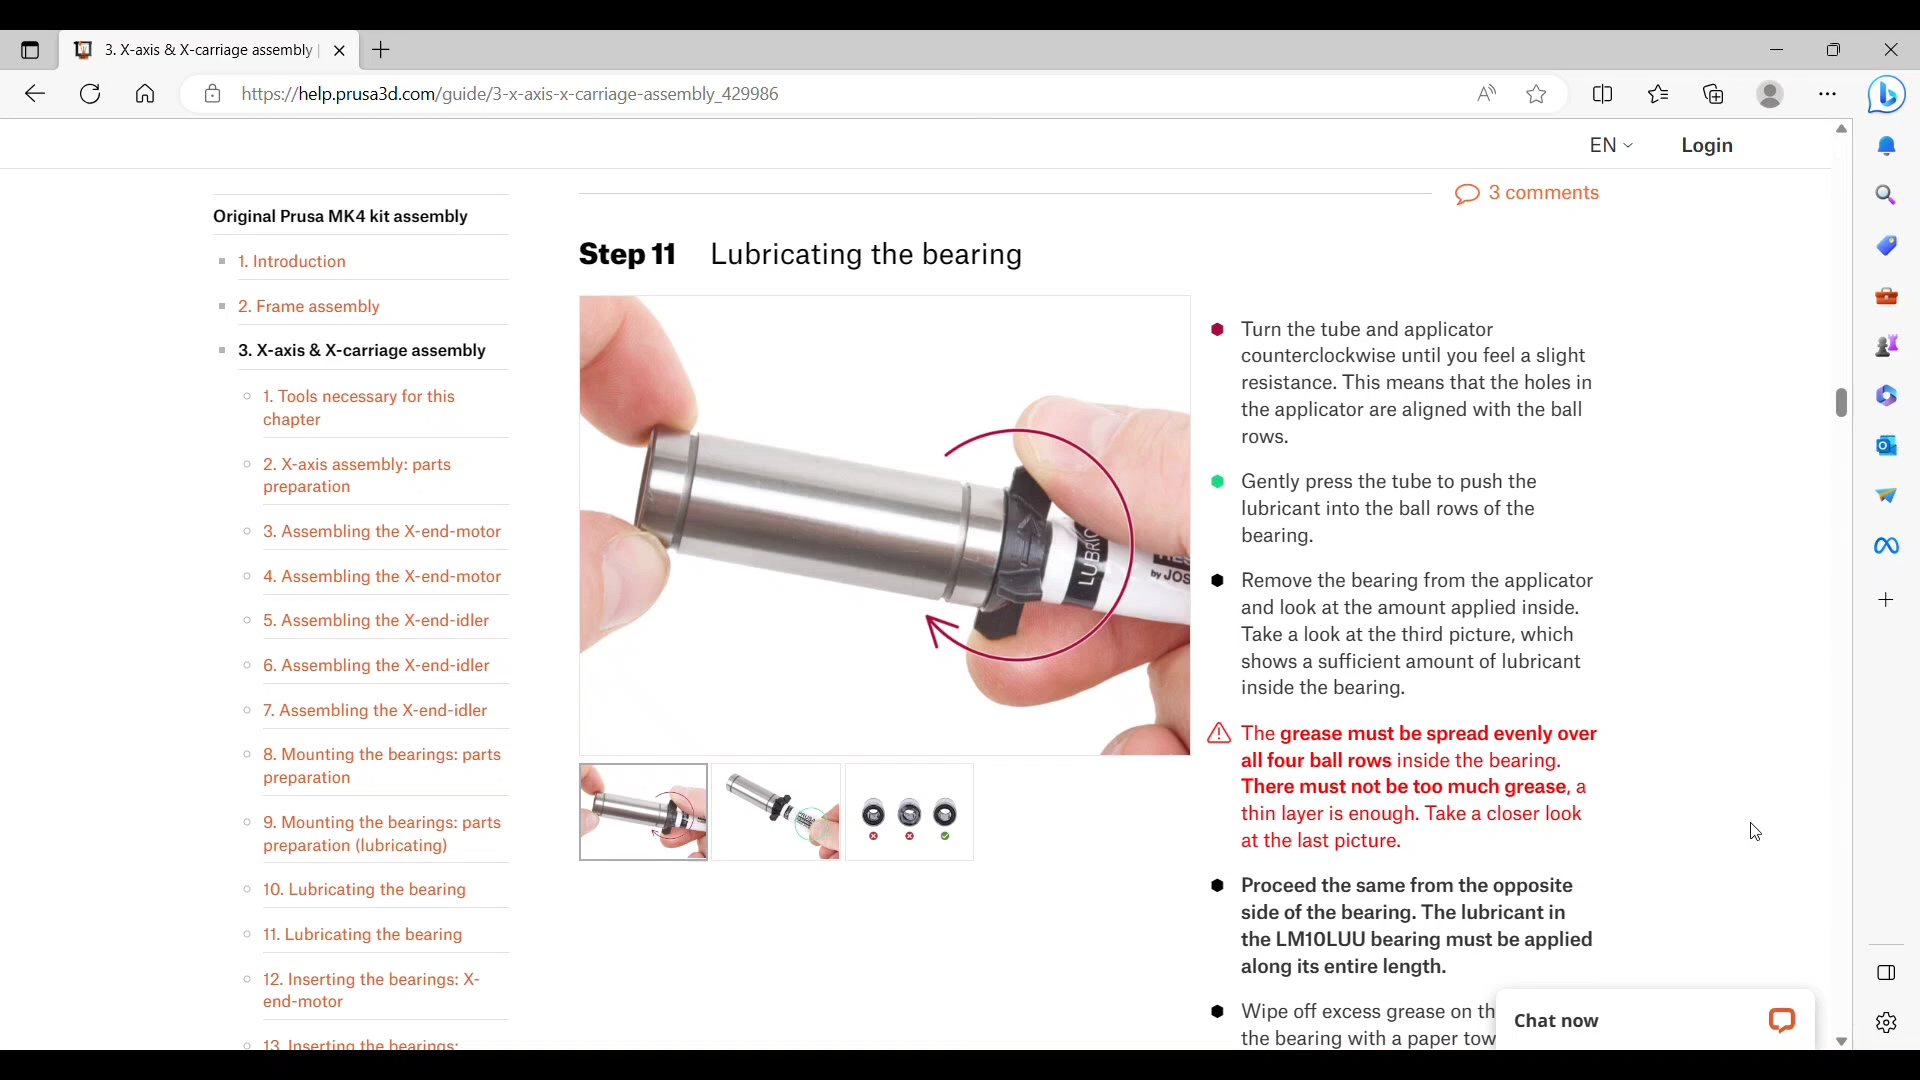 3. X-axis & X-carriage assembly |
https://help.prusa3d.com/guide/3-x-axis-x-carriage-assembly_429986
EN
Login
3 comments
Original Prusa MK4 kit assembly
1. Introduction
2. Frame assembly
3. X-axis & X-carriage assembly
1. Tools necessary for this
chapter
2. X-axis assembly: parts
preparation
3. Assembling the X-end-motor
4. Assembling the X-end-motor
5. Assembling the X-end-idler
6. Assembling the X-end-idler
7. Assembling the X-end-idler
8. Mounting the bearings: parts
preparation
9. Mounting the bearings: parts
preparation (lubricating)
10. Lubricating the bearing
11. Lubricating the bearing
12. Inserting the bearings: X-
end-motor
13. Inserting the bearings:
Step 11 Lubricating the bearing
LUBRIC
by JOS
Turn the tube and applicator
counterclockwise until you feel a slight
resistance. This means that the holes in
the applicator are aligned with the ball
rows.
Gently press the tube to push the
lubricant into the ball rows of the
bearing.
Remove the bearing from the applicator
and look at the amount applied inside.
Take a look at the third picture, which
shows a sufficient amount of lubricant
inside the bearing.
The grease must be spread evenly over
all four ball rows inside the bearing.
There must not be too much grease, a
thin layer is enough. Take a closer look
at the last picture.
Proceed the same from the opposite
side of the bearing. The lubricant in
the LM10LUU bearing must be applied
along its entire length.
Wipe off excess grease on th
the bearing with a paper tow
Chat now